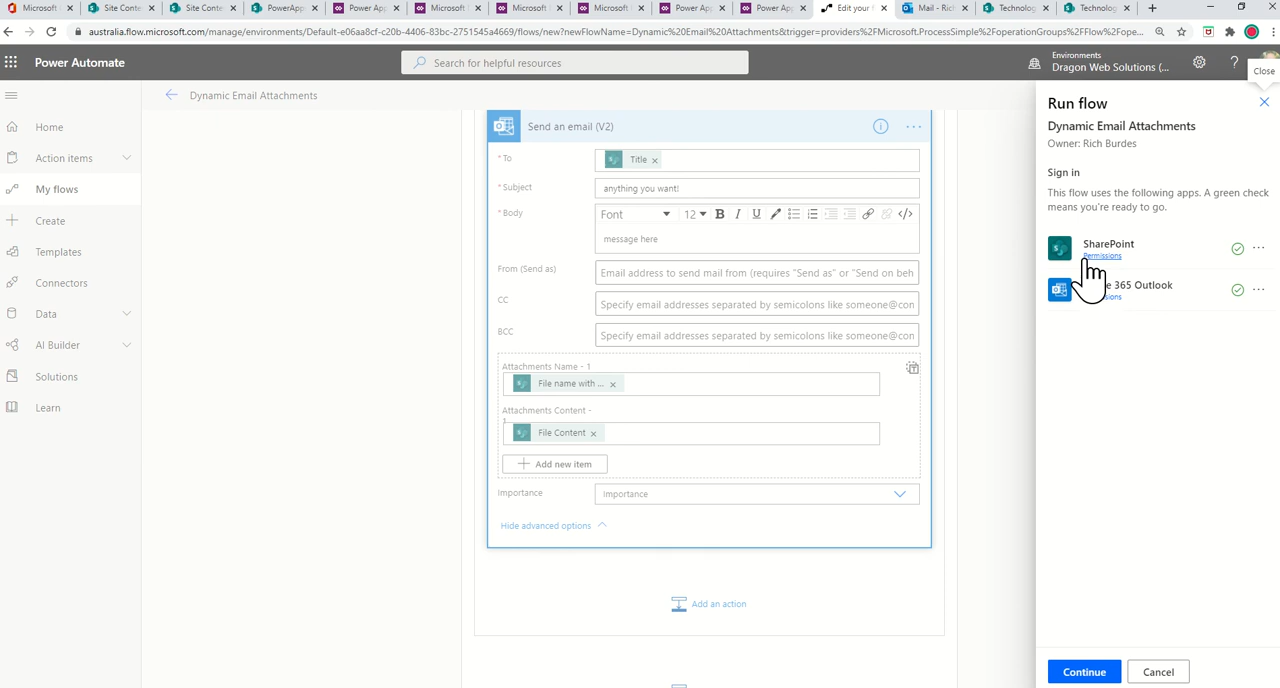 Microsoft
Site Conte
Site Conte
PowerApp
Power App
Microsoft
Microsoft
Microsoft
Power App
Power App
Edit your f
Mail - Rich
Technolog
Technolog
australia.flow.microsoft.com/manage/environments/Default-e06aa8cf-c20b-4406-83bc-2751545a4669/flows/new?newFlowName=Dynamic%20Email%20Attachments&trigger=providers%2FMicrosoft.ProcessSimple%2FoperationGroups%2FFlow%2Fope...
Power Automate
Search for helpful resources
Environments
Dragon Web Solutions (...
Close
Dynamic Email Attachments
Home
Action items
My flows
Create
Templates
Connectors
Data
AI Builder
Solutions
Learn
Send an email (V2)
* To
Title ×
* Subject
anything you want!
* Body
Font
12
B I U </>
message here
From (Send as)
Email address to send mail from (requires "Send as" or "Send on beh
CC
Specify email addresses separated by semicolons like someone@con
BCC
Specify email addresses separated by semicolons like someone@con
Attachments Name - 1
File name with ... ×
Attachments Content -
1
File Content ×
Add new item
Importance
Importance
Hide advanced options
Add an action
Run flow
Dynamic Email Attachments
Owner: Rich Burdes
Sign in
This flow uses the following apps. A green check
means you're ready to go.
SharePoint
Permissions
365 Outlook
Continue
Cancel